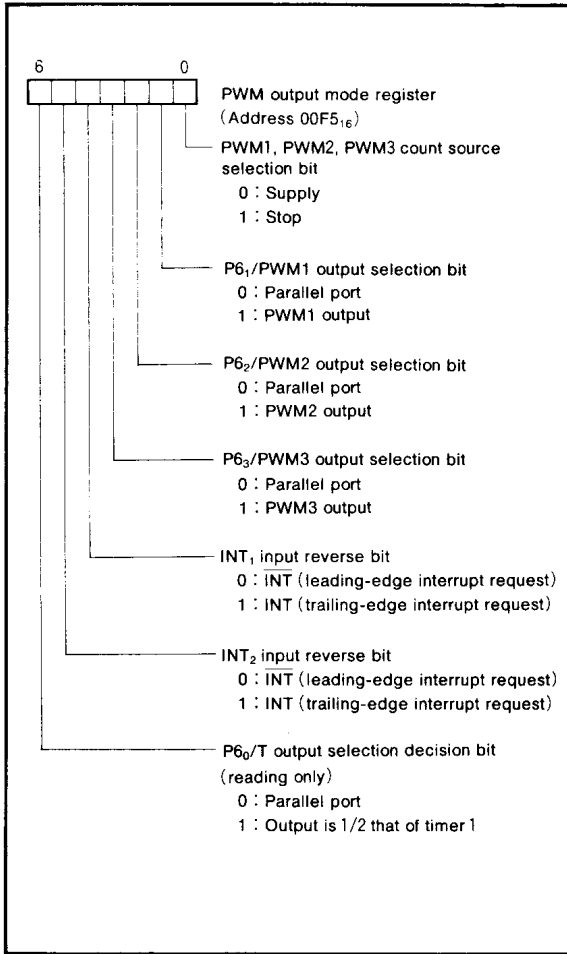 6 0
PWM output mode register
(Address 00F5₁₆)
PWM1, PWM2, PWM3 count source
selection bit
0 : Supply
1 : Stop
P6₁/PWM1 output selection bit
0 : Parallel port
1 : PWM1 output
P6₂/PWM2 output selection bit
0 : Parallel port
1 : PWM2 output
P6₃/PWM3 output selection bit
0 : Parallel port
1 : PWM3 output
INT₁ input reverse bit
0 : I̅N̅T̅ (leading-edge interrupt request)
1 : INT (trailing-edge interrupt request)
INT₂ input reverse bit
0 : I̅N̅T̅ (leading-edge interrupt request)
1 : INT (trailing-edge interrupt request)
P6₀/T output selection decision bit
(reading only)
0 : Parallel port
1 : Output is 1/2 that of timer 1